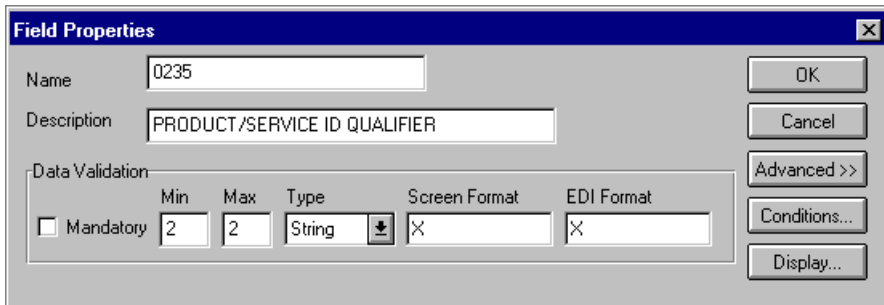 Field Properties
Name
0235
OK
Description
PRODUCT/SERVICE ID QUALIFIER
Cancel
Data Validation
Advanced >>
Min Max Type Screen Format EDI Format
Mandatory 2 2 String X X
Conditions...
Display...